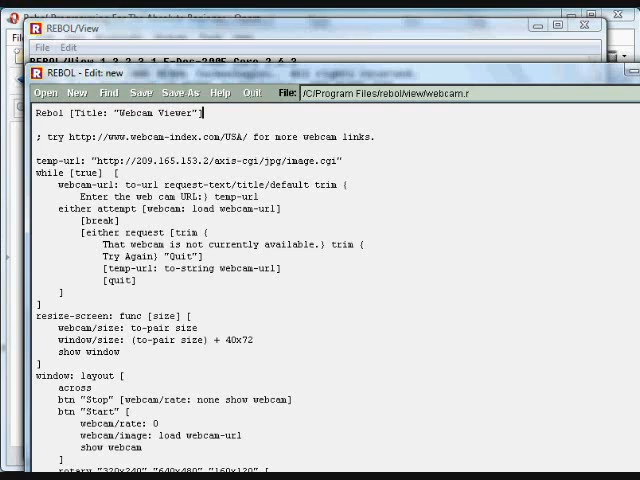 REBOL/View
File Edit
REBOL - Edit: new
Open New Find Save Save As Help Quit File: /C/Program Files/rebol/view/webcam.r
Rebol [Title: "Webcam Viewer"]
; try http://www.webcam-index.com/USA/ for more webcam links.
temp-url: "http://209.165.153.2/axis-cgi/jpg/image.cgi"
while [true] [
webcam-url: to-url request-text/title/default trim {
Enter the web cam URL:} temp-url
either attempt [webcam: load webcam-url]
[break]
[either request [trim {
That webcam is not currently available.} trim {
Try Again} "Quit"]
[temp-url: to-string webcam-url]
[quit]
]
]
resize-screen: func [size] [
webcam/size: to-pair size
window/size: (to-pair size) + 40x72
show window
]
window: layout [
across
btn "Stop" [webcam/rate: none show webcam]
btn "Start" [
webcam/rate: 0
webcam/image: load webcam-url
show webcam
]
rotary "320x240" "640x480" "160x120" [